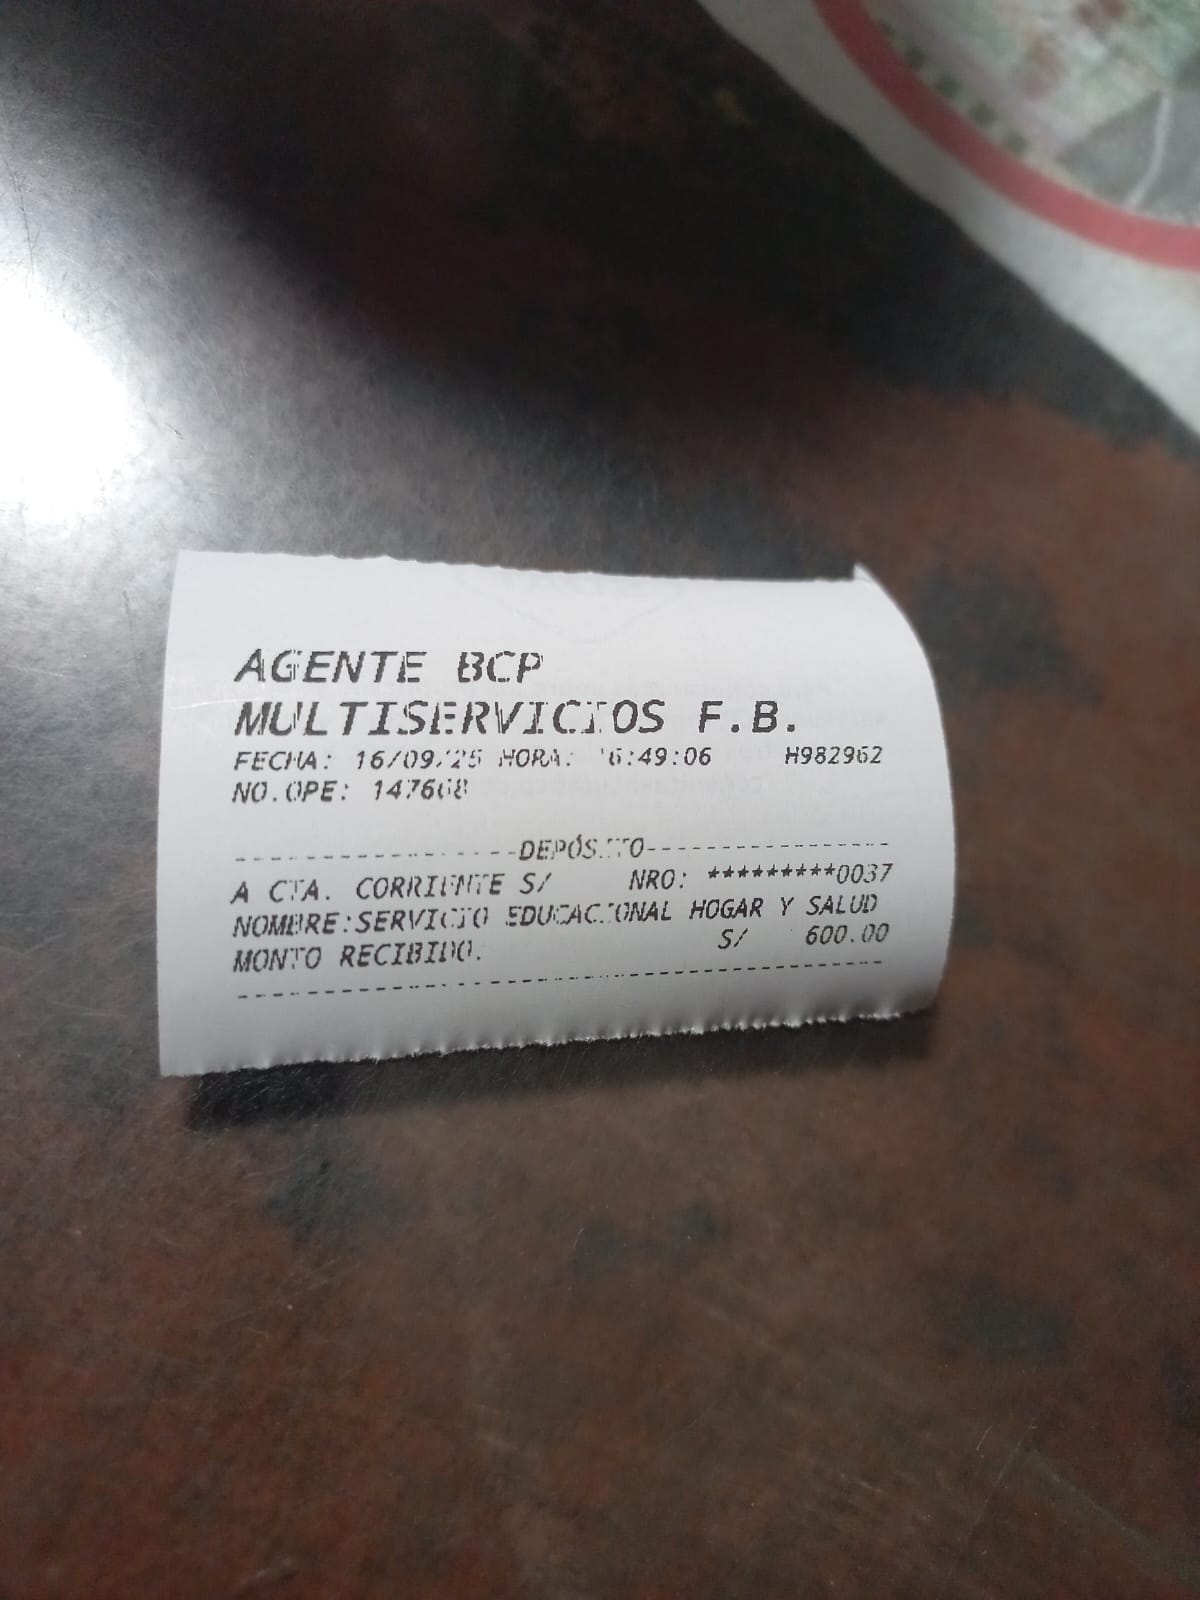 AGENTE BCP
MULTISERVICIOS F.B.
FECHA: 16/09/25 HORA: 16:49:06 H982962
NO.OPE: 147668
------------------DEPÓSITO----------------
A CTA. CORRIENTE S/ NRO: *********0037
NOMBRE:SERVICIO EDUCACIONAL HOGAR Y SALUD
MONTO RECIBIDO. S/ 600.00
------------------------------------------